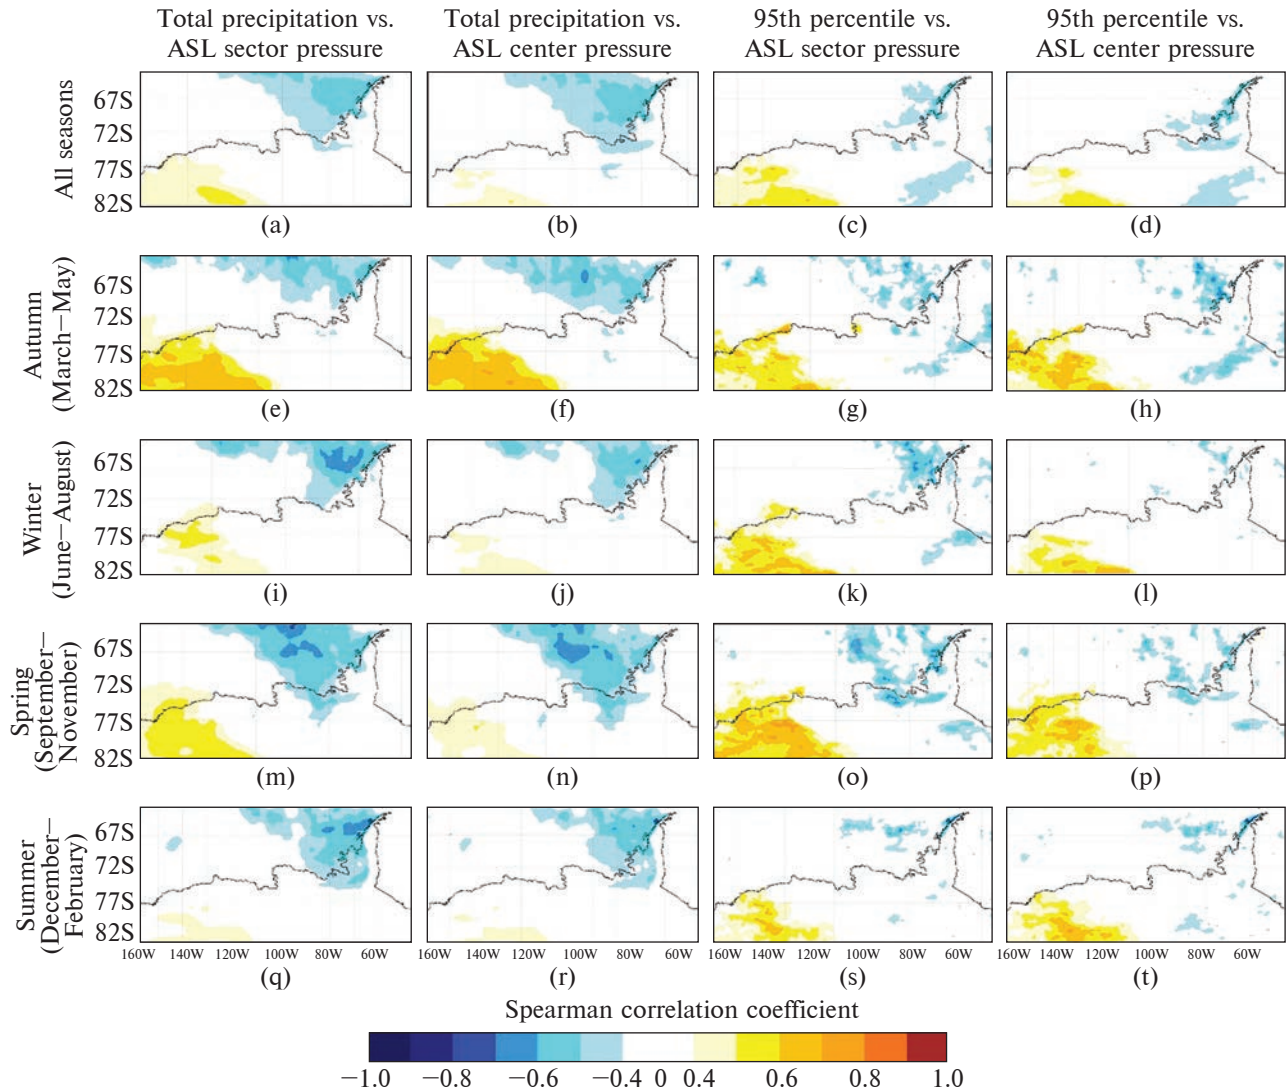 Total precipitation vs.
ASL sector pressure
Total precipitation vs.
ASL center pressure
95th percentile vs.
ASL sector pressure
95th percentile vs.
ASL center pressure
All seasons
67S
72S
77S
82S
(a)
(b)
(c)
(d)
Autumn
(March−May)
67S
72S
77S
82S
(e)
(f)
(g)
(h)
Winter
(June−August)
67S
72S
77S
82S
(i)
(j)
(k)
(l)
Spring
(September−
November)
67S
72S
77S
82S
(m)
(n)
(o)
(p)
Summer
(December−
February)
67S
72S
77S
82S
160W 140W 120W 100W 80W 60W
160W 140W 120W 100W 80W 60W
160W 140W 120W 100W 80W 60W
160W 140W 120W 100W 80W 60W
(q)
(r)
(s)
(t)
Spearman correlation coefficient
−1.0 −0.8 −0.6 −0.4 0 0.4 0.6 0.8 1.0